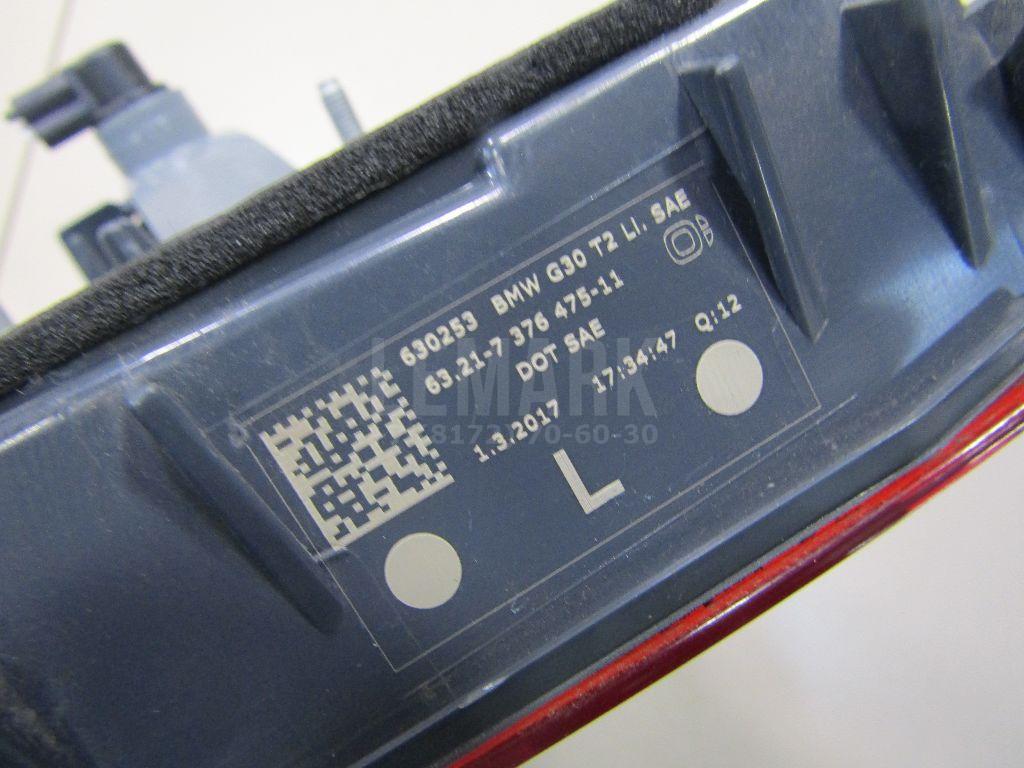 630253 BMW G30 T2 LI. SAE
63.21-7 376 475-11
DOT SAE
1.3.2017 17:34:47 Q:12
L
LEMARK